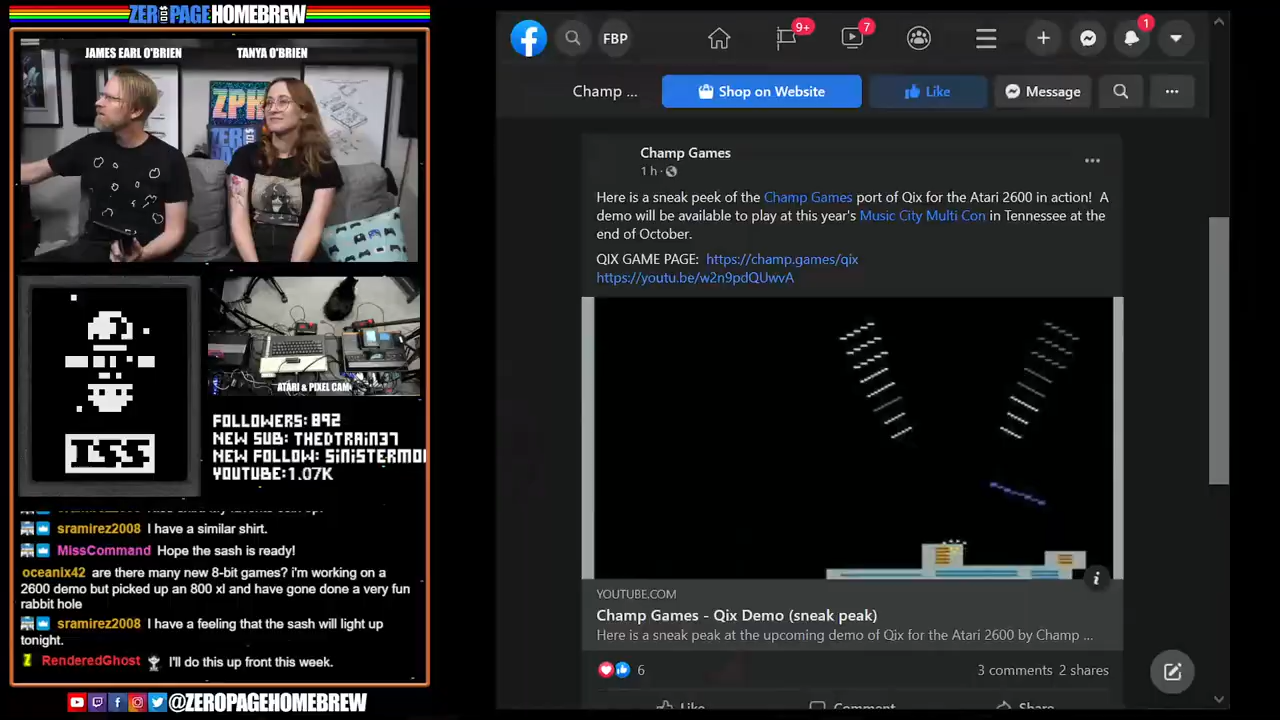 ZERO PAGE HOMEBREW
JAMES EARL O'BRIEN
TANYA O'BRIEN
ZPH
ISS
ATARI & PIXEL CAM
FOLLOWERS: 892
NEW SUB: THEDTRAIN37
NEW FOLLOW: SINISTERMO
YOUTUBE:1.07K
sramirez2008 I have a similar shirt.
MissCommand Hope the sash is ready!
oceanix42 are there many new 8-bit games? i'm working on a
2600 demo but picked up an 800 xl and have gone done a very fun
rabbit hole
sramirez2008 I have a feeling that the sash will light up
tonight.
RenderedGhost I'll do this up front this week.
@ZEROPAGEHOMEBREW
FBP
9+
7
1
Champ ...
Shop on Website
Like
Message
Champ Games
1 h ·
Here is a sneak peek of the Champ Games port of Qix for the Atari 2600 in action! A
demo will be available to play at this year's Music City Multi Con in Tennessee at the
end of October.
QIX GAME PAGE: https://champ.games/qix
https://youtu.be/w2n9pdQUwvA
YOUTUBE.COM
Champ Games - Qix Demo (sneak peak)
Here is a sneak peak at the upcoming demo of Qix for the Atari 2600 by Champ ...
6
3 comments 2 shares
Like
Comment
Share